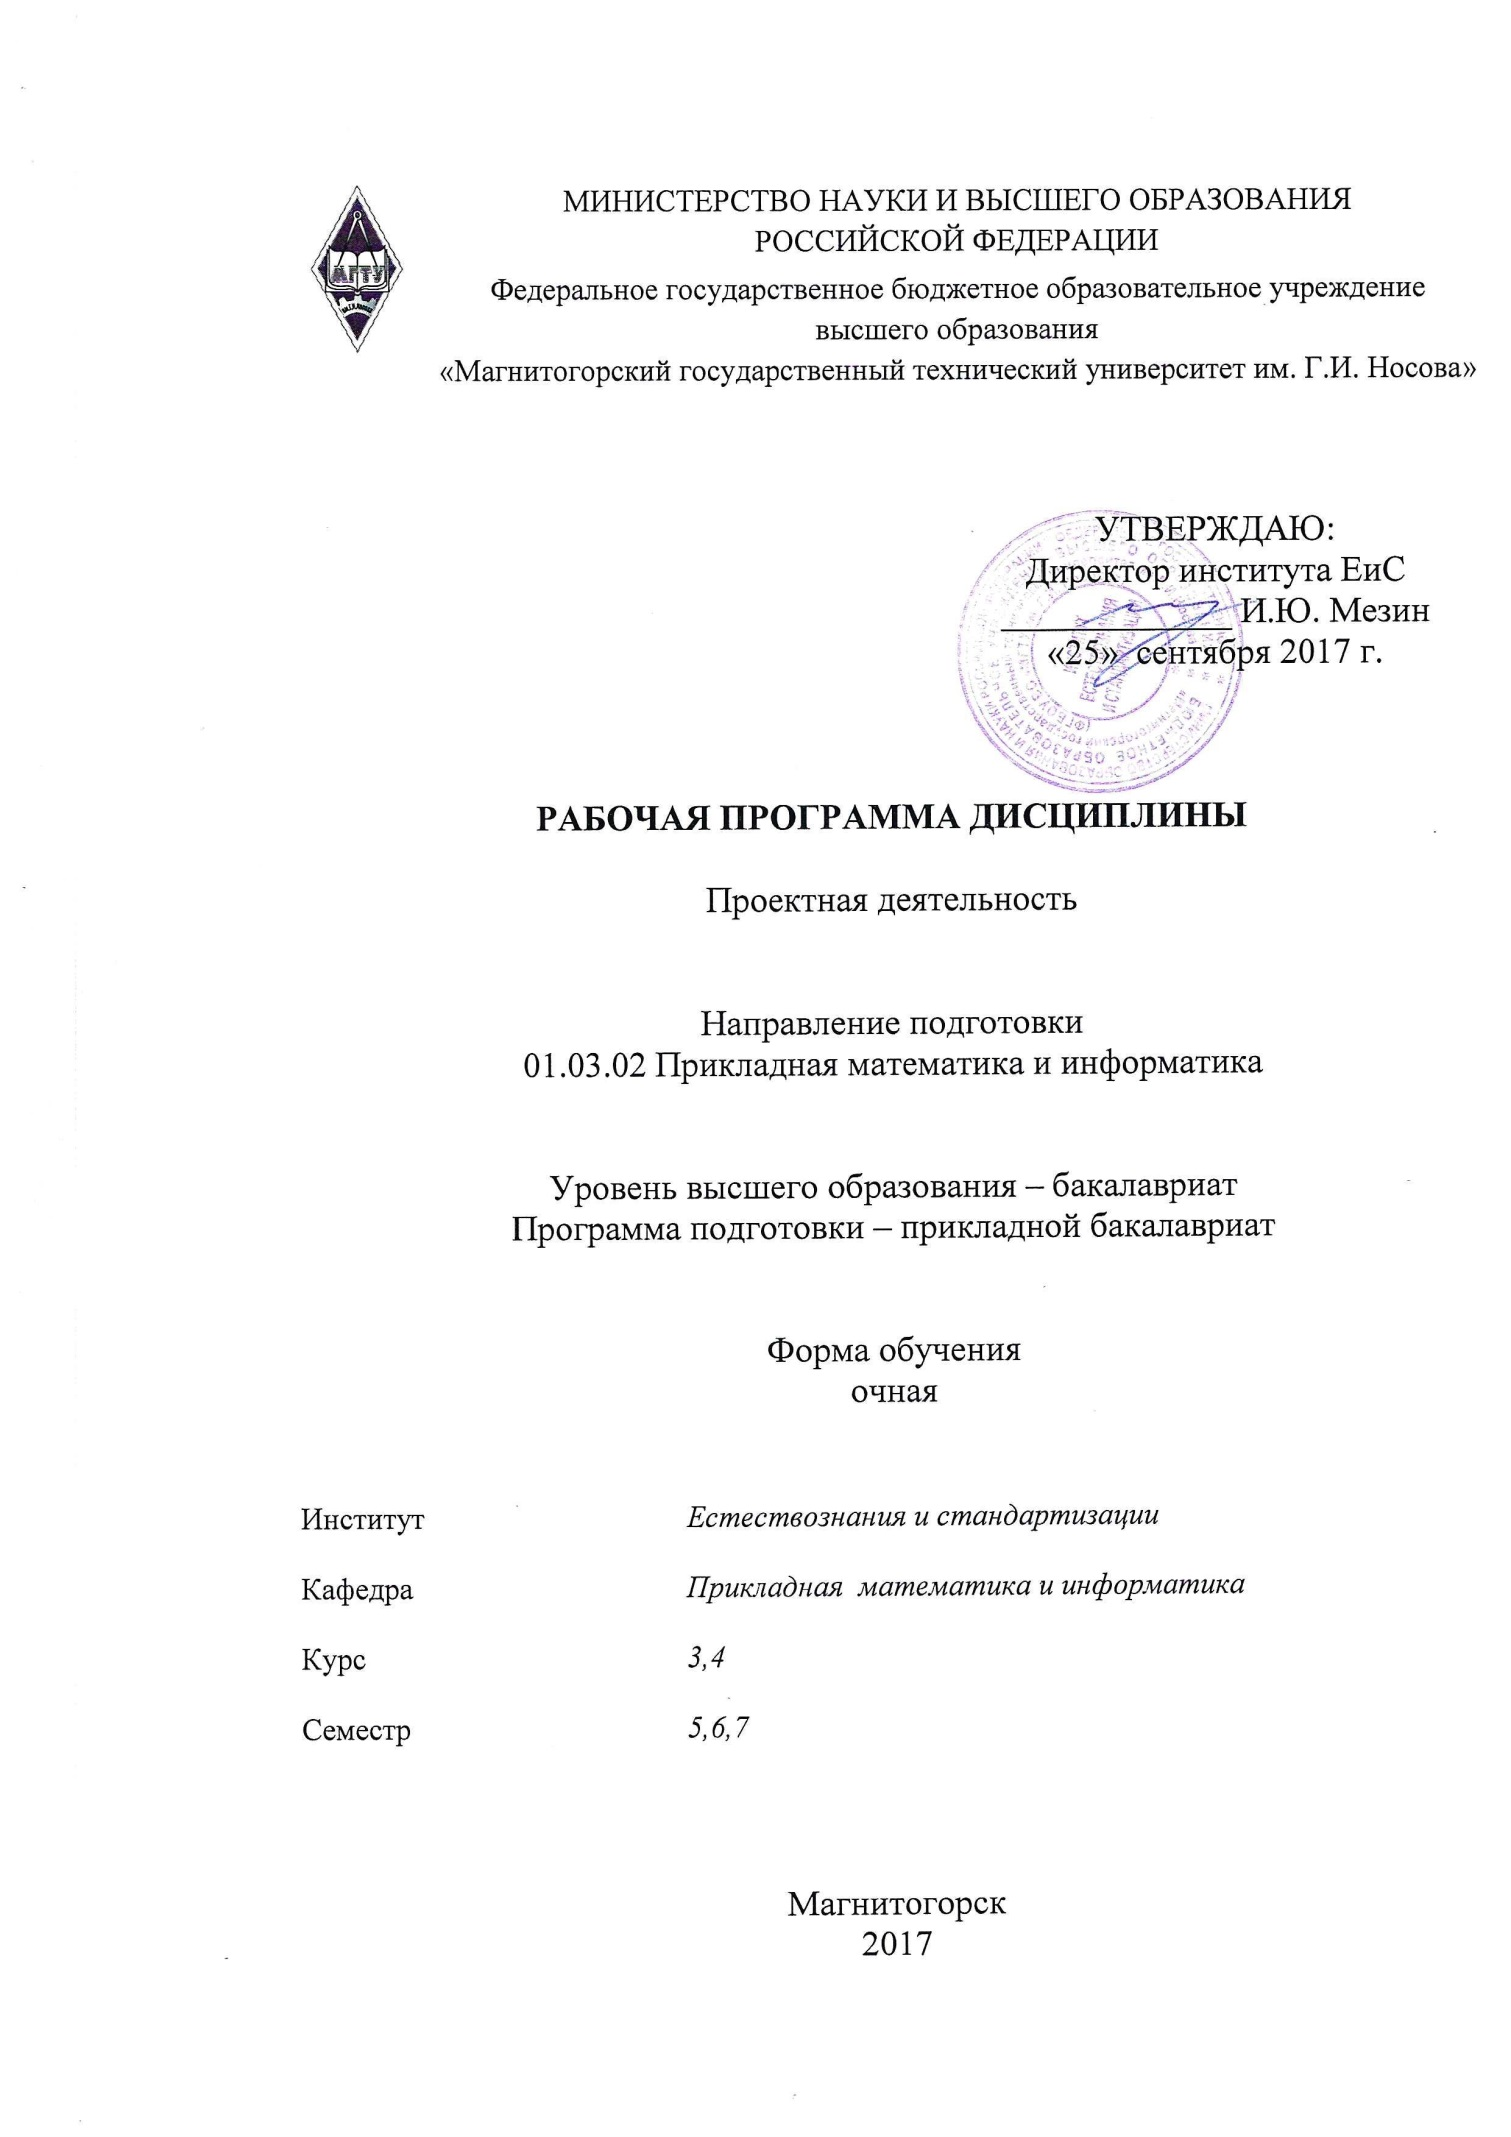 МИНИСТЕРСТВО НАУКИ И ВЫСШЕГО ОБРАЗОВАНИЯ
РОССИЙСКОЙ ФЕДЕРАЦИИ
Федеральное государственное бюджетное образовательное учреждение
высшего образования
«Магнитогорский государственный технический университет им. Г.И. Носова»
МГТУ
УТВЕРЖДАЮ:
Директор института ЕиС
И.Ю. Мезин
«25» сентября 2017 г.
РАБОЧАЯ ПРОГРАММА ДИСЦИПЛИНЫ
Проектная деятельность
Направление подготовки
01.03.02 Прикладная математика и информатика
Уровень высшего образования – бакалавриат
Программа подготовки – прикладной бакалавриат
Форма обучения
очная
Институт Естествознания и стандартизации
Кафедра Прикладная математика и информатика
Курс 3,4
Семестр 5,6,7
Магнитогорск
2017